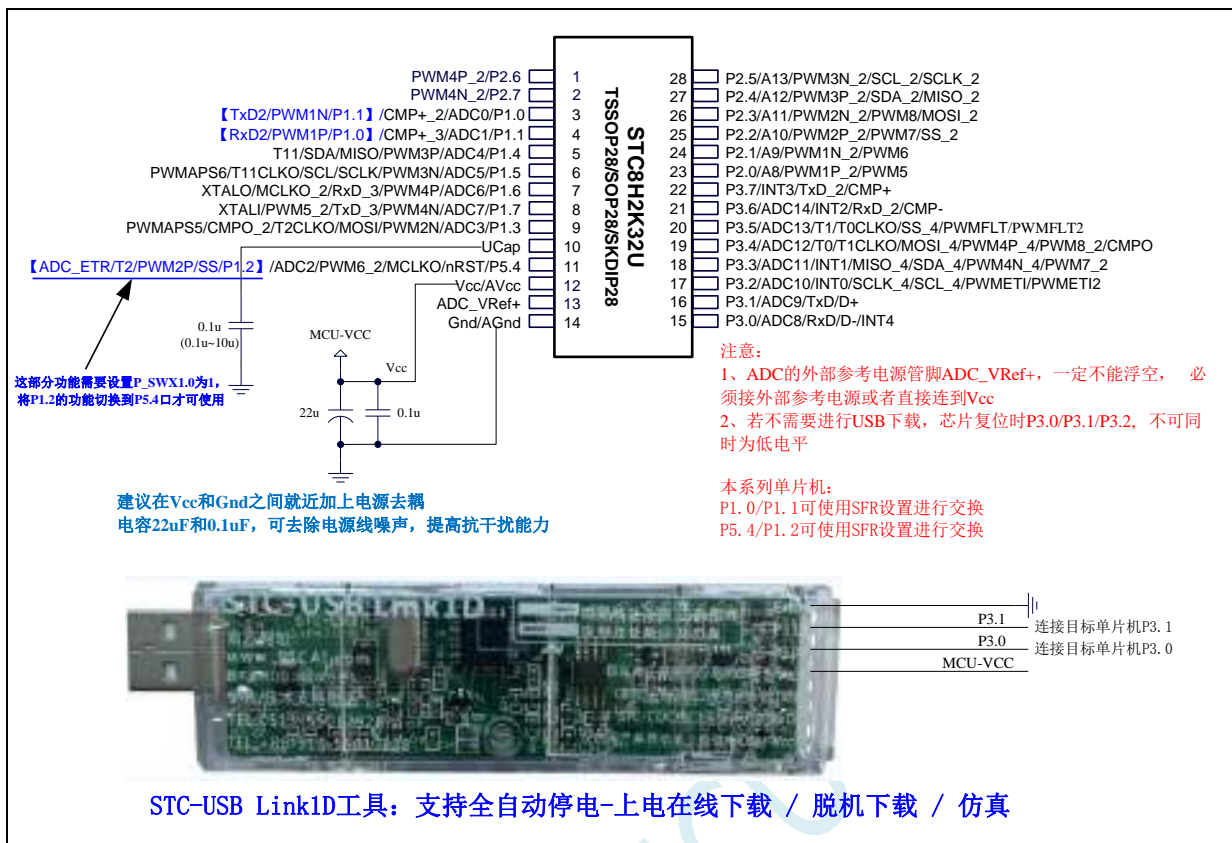 PWM4P_2/P2.6
PWM4N_2/P2.7
【TxD2/PWM1N/P1.1】/CMP+_2/ADC0/P1.0
【RxD2/PWM1P/P1.0】/CMP+_3/ADC1/P1.1
T11/SDA/MISO/PWM3P/ADC4/P1.4
PWMAPS6/T11CLKO/SCL/SCLK/PWM3N/ADC5/P1.5
XTALO/MCLKO_2/RxD_3/PWM4P/ADC6/P1.6
XTALI/PWM5_2/TxD_3/PWM4N/ADC7/P1.7
PWMAPS5/CMPO_2/T2CLKO/MOSI/PWM2N/ADC3/P1.3
UCap
【ADC_ETR/T2/PWM2P/SS/P1.2】/ADC2/PWM6_2/MCLKO/nRST/P5.4
Vcc/AVcc
ADC_VRef+
Gnd/AGnd
1
2
3
4
5
6
7
8
9
10
11
12
13
14
STC8H2K32U
TSSOP28/SOP28/SKDIP28
28
27
26
25
24
23
22
21
20
19
18
17
16
15
P2.5/A13/PWM3N_2/SCL_2/SCLK_2
P2.4/A12/PWM3P_2/SDA_2/MISO_2
P2.3/A11/PWM2N_2/PWM8/MOSI_2
P2.2/A10/PWM2P_2/PWM7/SS_2
P2.1/A9/PWM1N_2/PWM6
P2.0/A8/PWM1P_2/PWM5
P3.7/INT3/TxD_2/CMP+
P3.6/ADC14/INT2/RxD_2/CMP-
P3.5/ADC13/T1/T0CLKO/SS_4/PWMFLT/PWMFLT2
P3.4/ADC12/T0/T1CLKO/MOSI_4/PWM4P_4/PWM8_2/CMPO
P3.3/ADC11/INT1/MISO_4/SDA_4/PWM4N_4/PWM7_2
P3.2/ADC10/INT0/SCLK_4/SCL_4/PWMETI/PWMETI2
P3.1/ADC9/TxD/D+
P3.0/ADC8/RxD/D-/INT4
0.1u
(0.1u~10u)
MCU-VCC
Vcc
22u
0.1u
这部分功能需要设置P_SWX1.0为1，
将P1.2的功能切换到P5.4口才可使用
建议在Vcc和Gnd之间就近加上电源去耦
电容22uF和0.1uF，可去除电源线噪声，提高抗干扰能力
注意：
1、ADC的外部参考电源管脚ADC_VRef+，一定不能浮空， 必
须接外部参考电源或者直接连到Vcc
2、若不需要进行USB下载，芯片复位时P3.0/P3.1/P3.2，不可同
时为低电平
本系列单片机：
P1.0/P1.1可使用SFR设置进行交换
P5.4/P1.2可使用SFR设置进行交换
STC-USB Link1D
P3.1
连接目标单片机P3.1
P3.0
连接目标单片机P3.0
MCU-VCC
STC-USB Link1D工具：支持全自动停电-上电在线下载 / 脱机下载 / 仿真